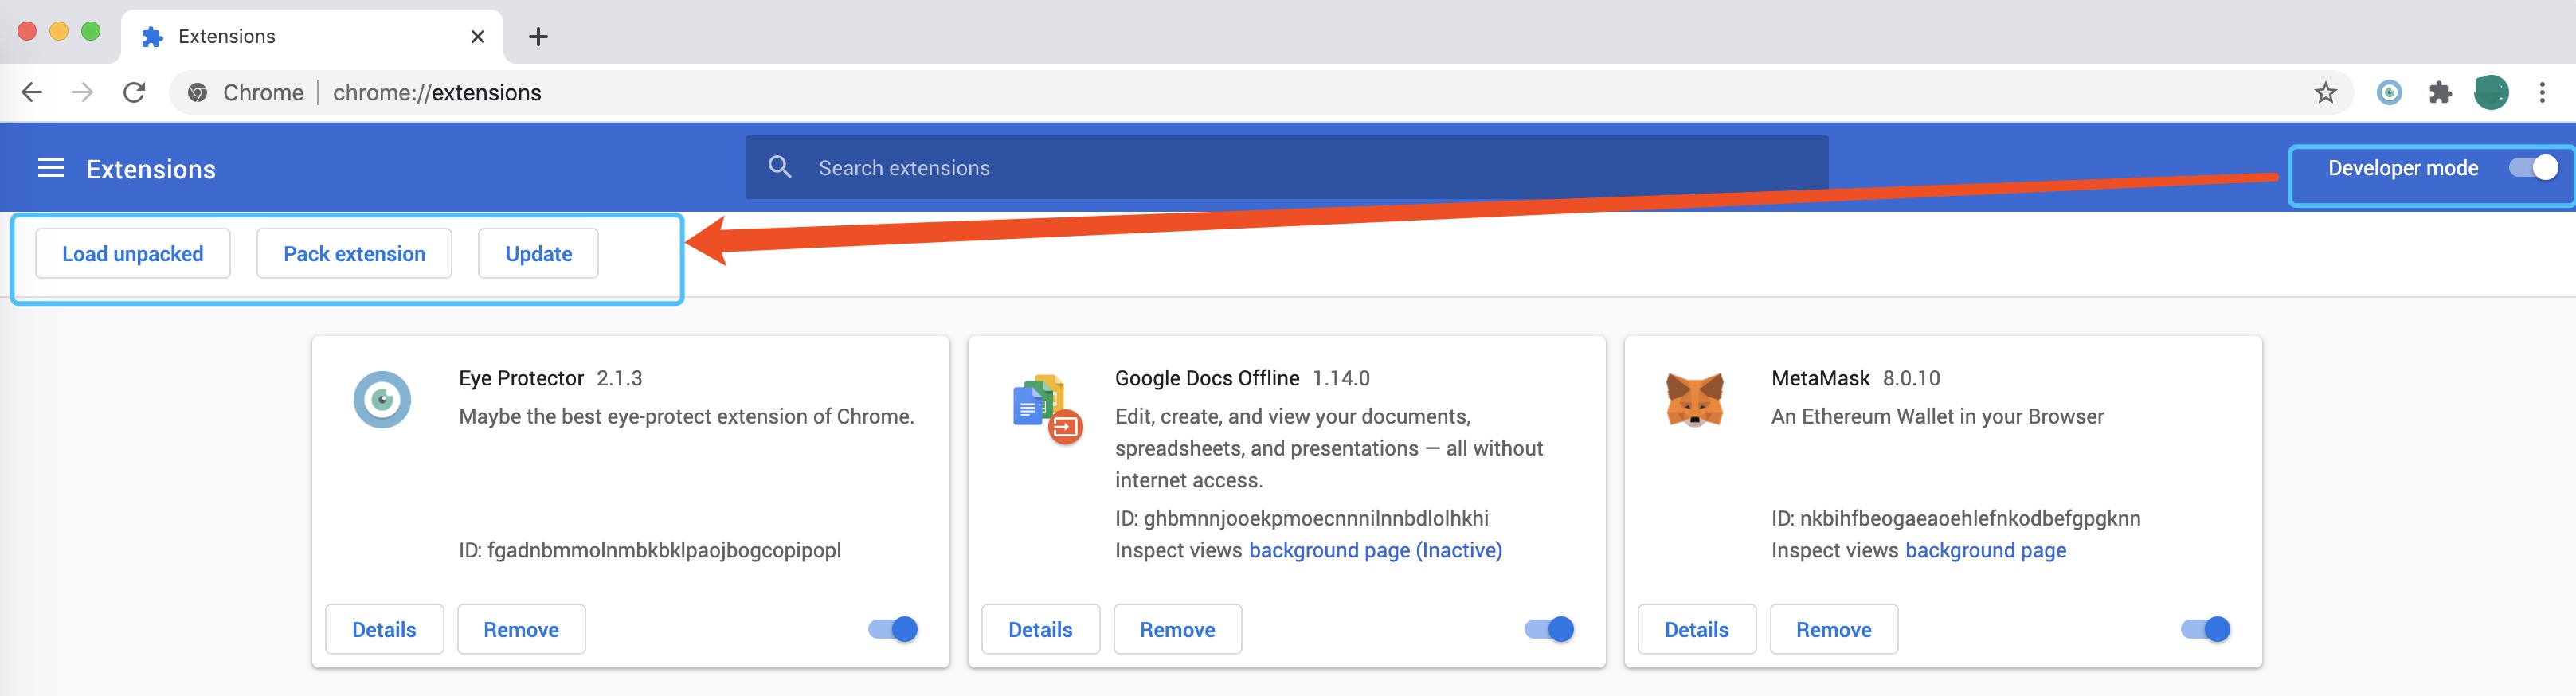 Extensions
Chrome | chrome://extensions
Extensions
Search extensions
Developer mode
Load unpacked
Pack extension
Update
Eye Protector 2.1.3
Maybe the best eye-protect extension of Chrome.
ID: fgadnbmmolnmbkbklpaojbogcopipopl
Details
Remove
Google Docs Offline 1.14.0
Edit, create, and view your documents,
spreadsheets, and presentations — all without
internet access.
ID: ghbmnnjooekpmoecnnnilnnbdlolhkhi
Inspect views background page (Inactive)
Details
Remove
MetaMask 8.0.10
An Ethereum Wallet in your Browser
ID: nkbihfbeogaeaoehlefnkodbefgpgknn
Inspect views background page
Details
Remove